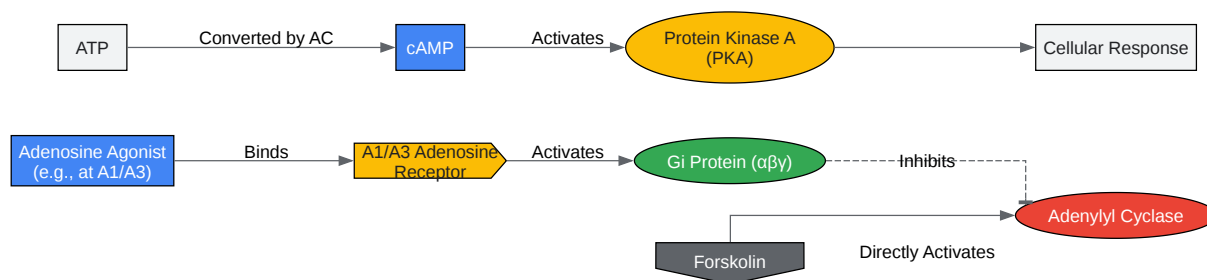 ATP
Converted by AC
cAMP
Activates
Protein Kinase A
(PKA)
Cellular Response
Adenosine Agonist
(e.g., at A1/A3)
Binds
A1/A3 Adenosine
Receptor
Activates
Gi Protein (αβγ)
Inhibits
Adenylyl Cyclase
Forskolin
Directly Activates